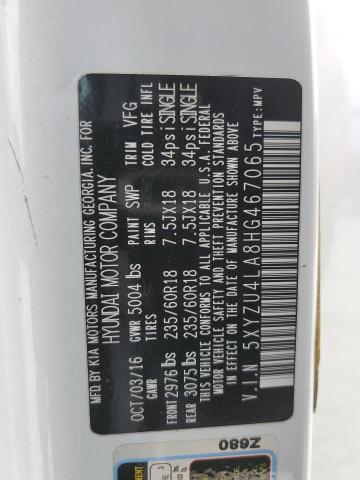 MFD. BY KIA MOTORS MANUFACTURING GEORGIA, INC. FOR
HYUNDAI MOTOR COMPANY
OCT/03/16 GVWR 5004 lbs PAINT SWP TRIM VFG
GAWR TIRES RIMS COLD TIRE INFL
FRONT 2976 lbs 235/60R18 7.5JX18 34psi SINGLE
REAR 3075 lbs 235/60R18 7.5JX18 34psi SINGLE
THIS VEHICLE CONFORMS TO ALL APPLICABLE U.S.A. FEDERAL
MOTOR VEHICLE SAFETY AND THEFT PREVENTION STANDARDS
IN EFFECT ON THE DATE OF MANUFACTURE SHOWN ABOVE.
V.I.N 5XYZU4LA8HG467065 TYPE:MPV
Z680